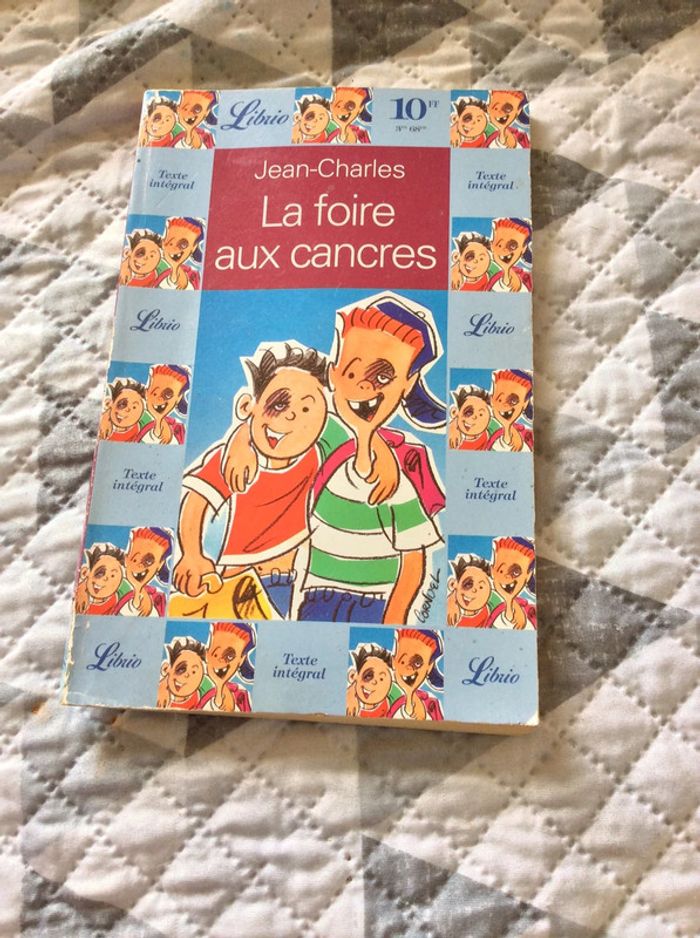 Librio
10 FF
Texte
intégral
Jean-Charles
Texte
intégral
La foire
aux cancres
Librio
Librio
Texte
intégral
Texte
intégral
Librio
Texte
intégral
Librio